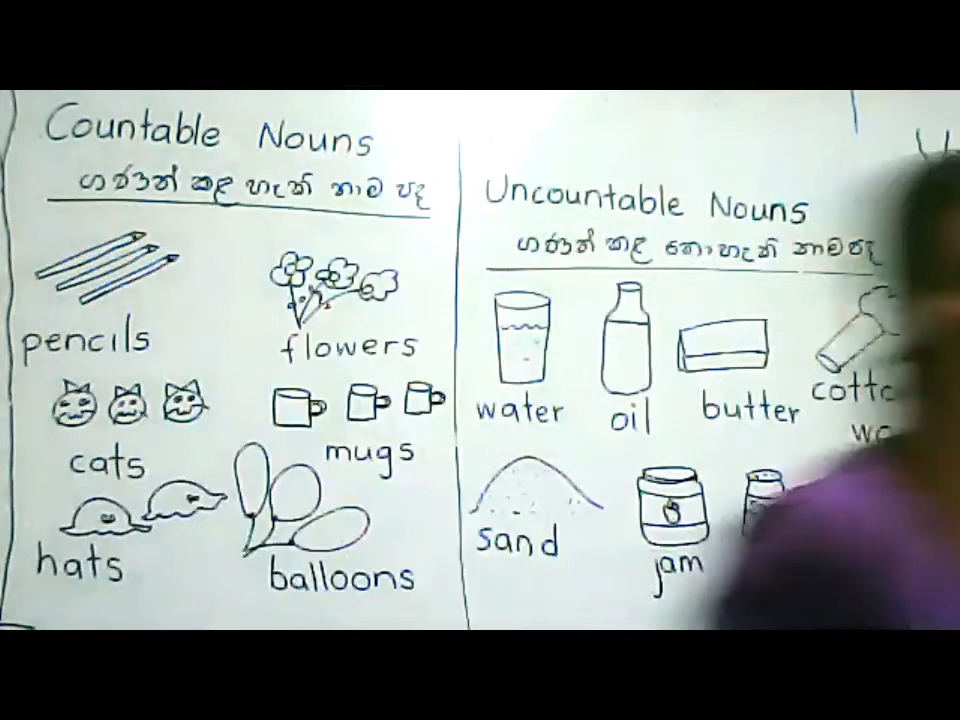 Countable Nouns
ගණන් කළ හැකි නාම පද
pencils
flowers
cats
mugs
hats
balloons
Uncountable Nouns
ගණන් කළ නොහැකි නාමපද
water
oil
butter
sand
jam